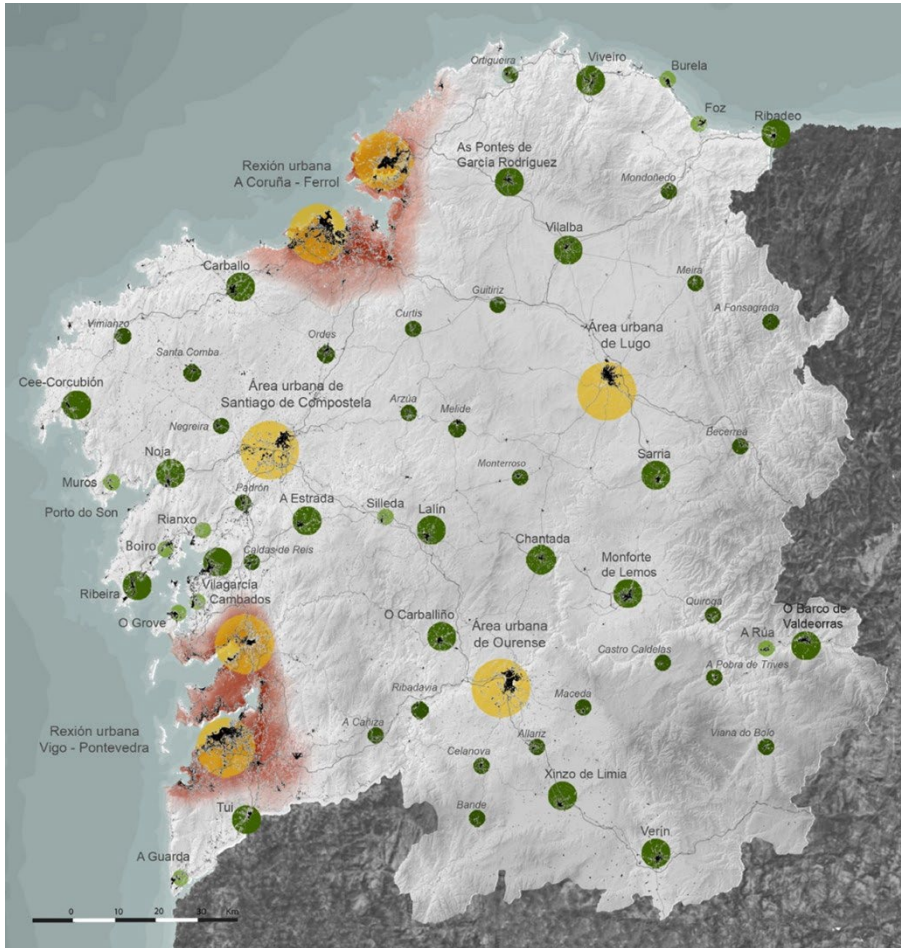 Ortigueira
Viveiro
Burela
Foz
Ribadeo
Rexión urbana
A Coruña - Ferrol
As Pontes de
García Rodríguez
Mondoñedo
Vilalba
Carballo
Meira
Guitiriz
A Fonsagrada
Vimianzo
Curtis
Ordes
Área urbana
de Lugo
Santa Comba
Cee-Corcubión
Área urbana de
Santiago de Compostela
Arzúa
Melide
Negreira
Becerrea
Noja
Monterroso
Sarria
Muros
Padrón
Porto do Son
A Estrada
Silleda
Lalín
Rianxo
Boiro
Caldas de Reis
Chantada
Monforte
de Lemos
Ribeira
Vilagarcía
Cambados
O Grove
Quiroga
O Barco de
Valdeorras
O Carballiño
Área urbana
de Ourense
A Rúa
Castro Caldelas
A Pobra de Trives
Ribadavia
Maceda
Rexión urbana
Vigo - Pontevedra
A Cañiza
Allariz
Viana do Bolo
Celanova
Xinzo de Limia
Tui
Bande
Verín
A Guarda
0 10 20 30 Km